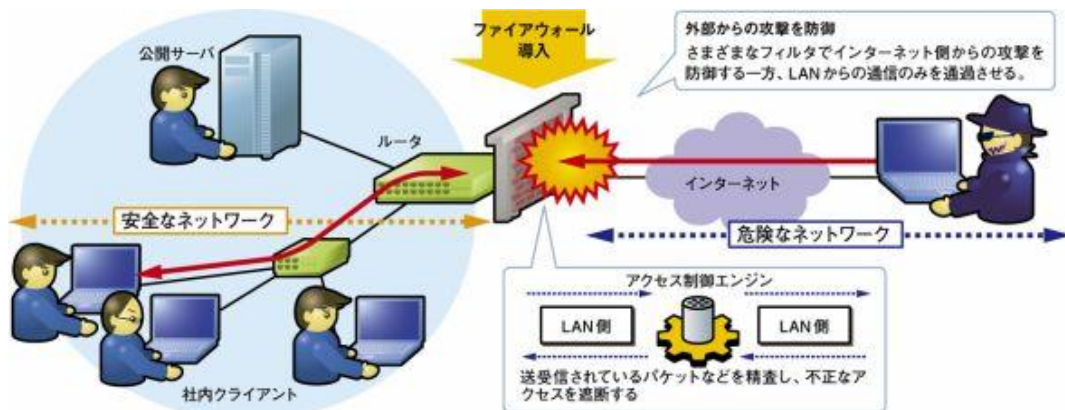 公開サーバ
ファイアウォール
導入
外部からの攻撃を防御
さまざまなフィルタでインターネット側からの攻撃を
防御する一方、LANからの通信のみを通過させる。
ルータ
インターネット
安全なネットワーク
危険なネットワーク
アクセス制御エンジン
LAN側
LAN側
送受信されているパケットなどを精査し、不正なア
クセスを遮断する
社内クライアント